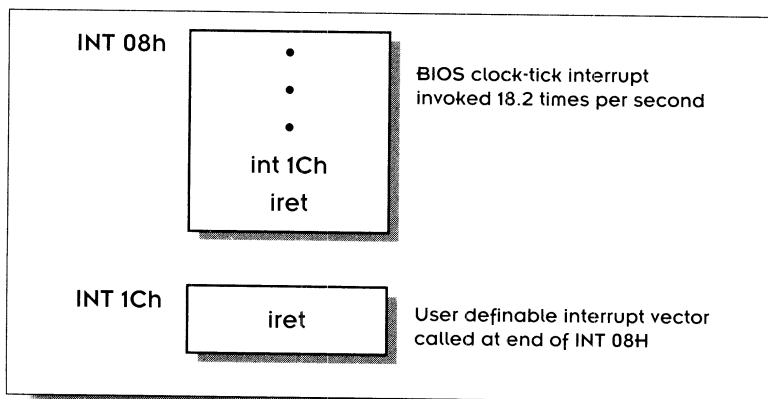 INT 08h
BIOS clock-tick interrupt
invoked 18.2 times per second
int 1Ch
iret
INT 1Ch
iret
User definable interrupt vector
called at end of INT 08H